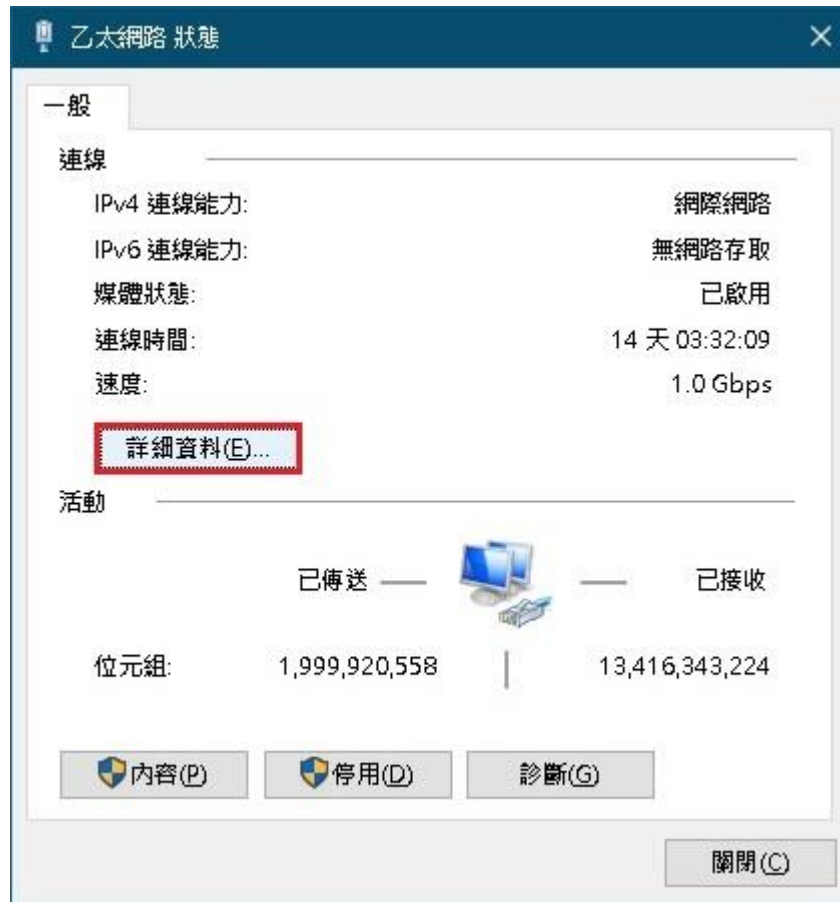 乙太網路 狀態
一般
連線
IPv4 連線能力: 網際網路
IPv6 連線能力: 無網路存取
媒體狀態: 已啟用
連線時間: 14 天 03:32:09
速度: 1.0 Gbps
詳細資料(E)...
活動
已傳送 已接收
位元組: 1,999,920,558 13,416,343,224
內容(P) 停用(D) 診斷(G)
關閉(C)